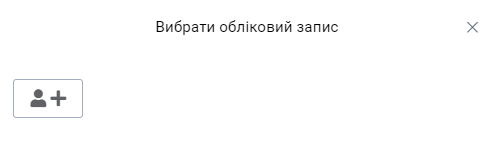 Вибрати обліковий запис